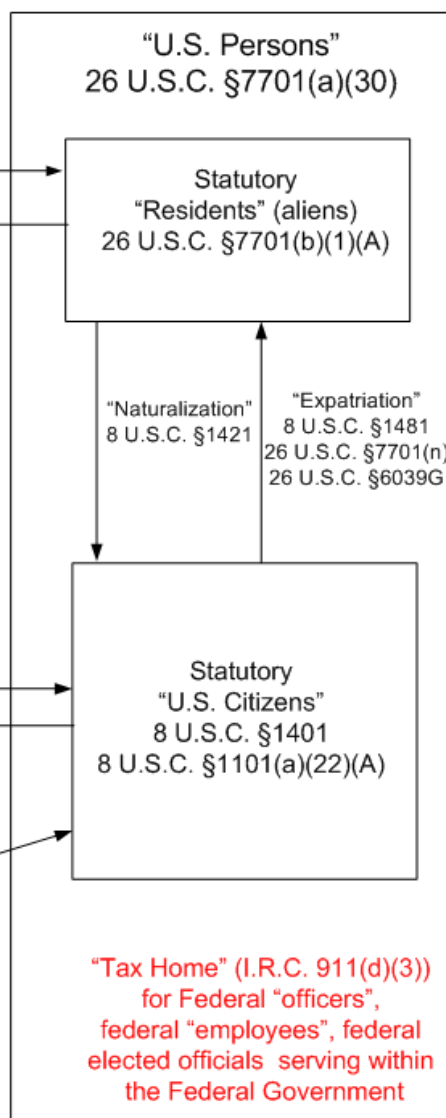 “U.S. Persons”
26 U.S.C. §7701(a)(30)
Statutory
“Residents” (aliens)
26 U.S.C. §7701(b)(1)(A)
“Naturalization”
8 U.S.C. §1421
“Expatriation”
8 U.S.C. §1481
26 U.S.C. §7701(n)
26 U.S.C. §6039G
Statutory
“U.S. Citizens”
8 U.S.C. §1401
8 U.S.C. §1101(a)(22)(A)
“Tax Home” (I.R.C. 911(d)(3))
for Federal “officers”,
federal “employees”, federal
elected officials serving within
the Federal Government